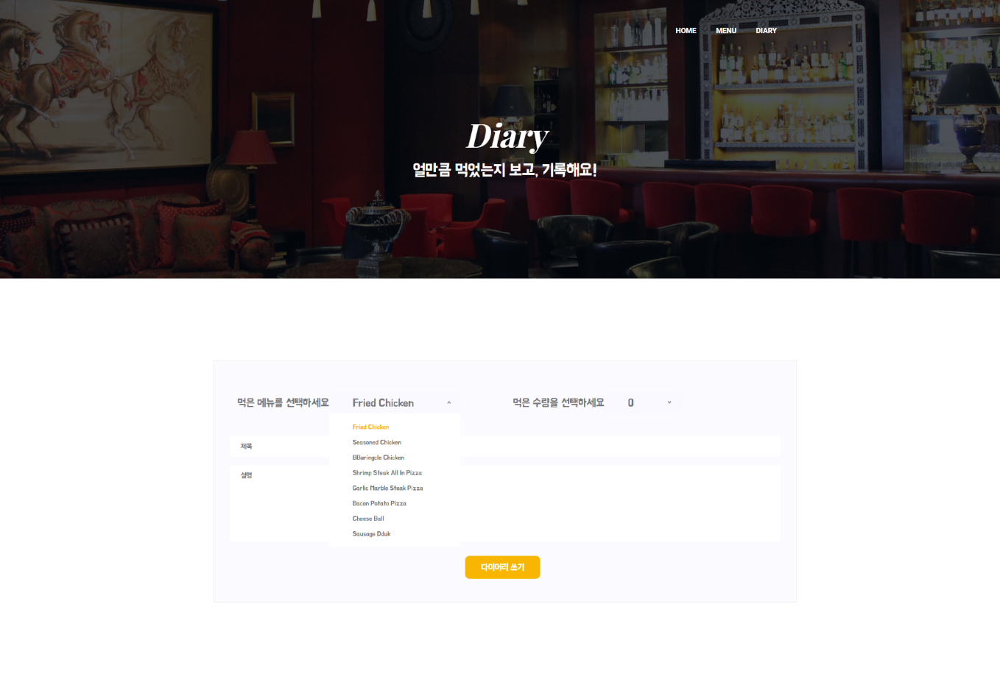 HOME MENU DIARY
Diary
얼만큼 먹었는지 보고, 기록해요!
먹은 메뉴를 선택하세요 Fried Chicken 먹은 수량을 선택하세요 0
Fried Chicken
Seasoned Chicken
BBuringcle Chicken
Shrimp Steak All In Pizza
Garlic Marble Steak Pizza
Bacon Potato Pizza
Cheese Ball
Sausage Dduk
제목
설명
다이어리 쓰기